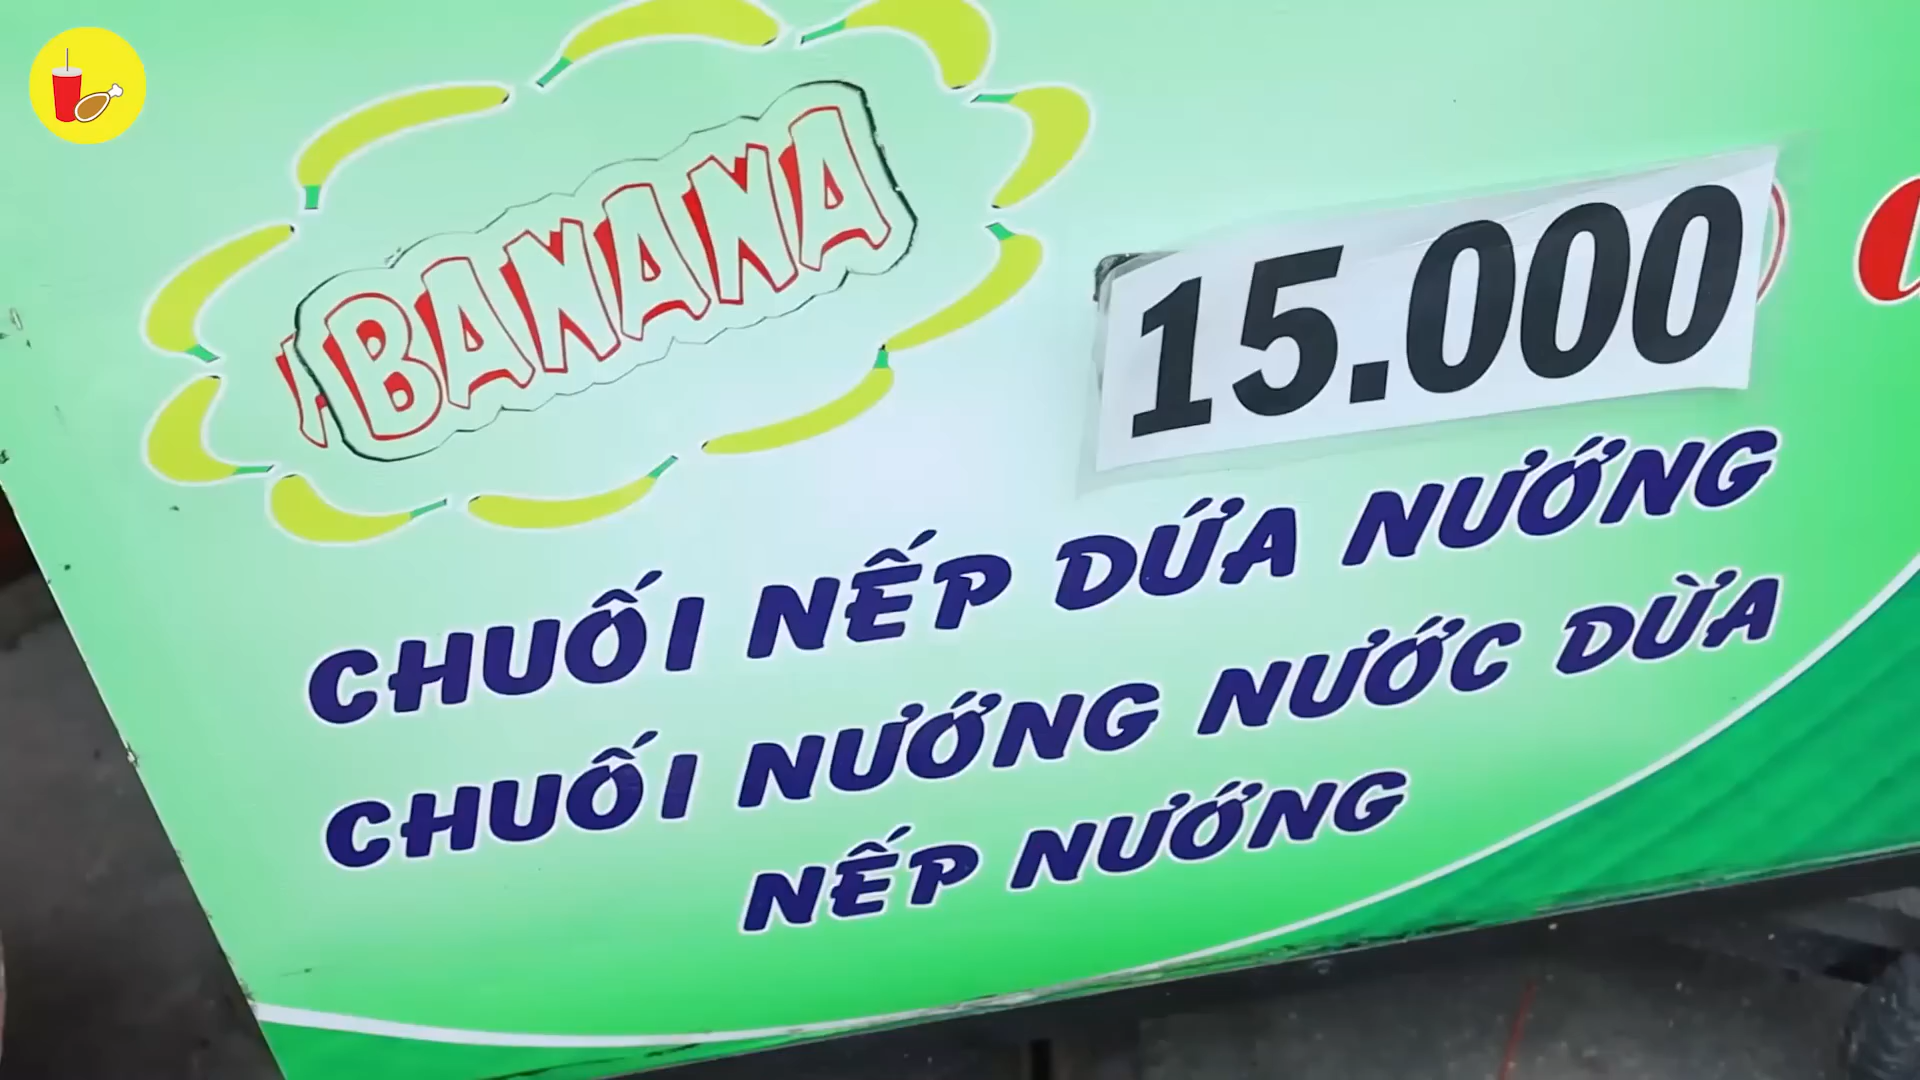 BANANA
15.000
CHUỐI NẾP DỨA NƯỚNG
CHUỐI NƯỚNG NƯỚC DỪA
NẾP NƯỚNG